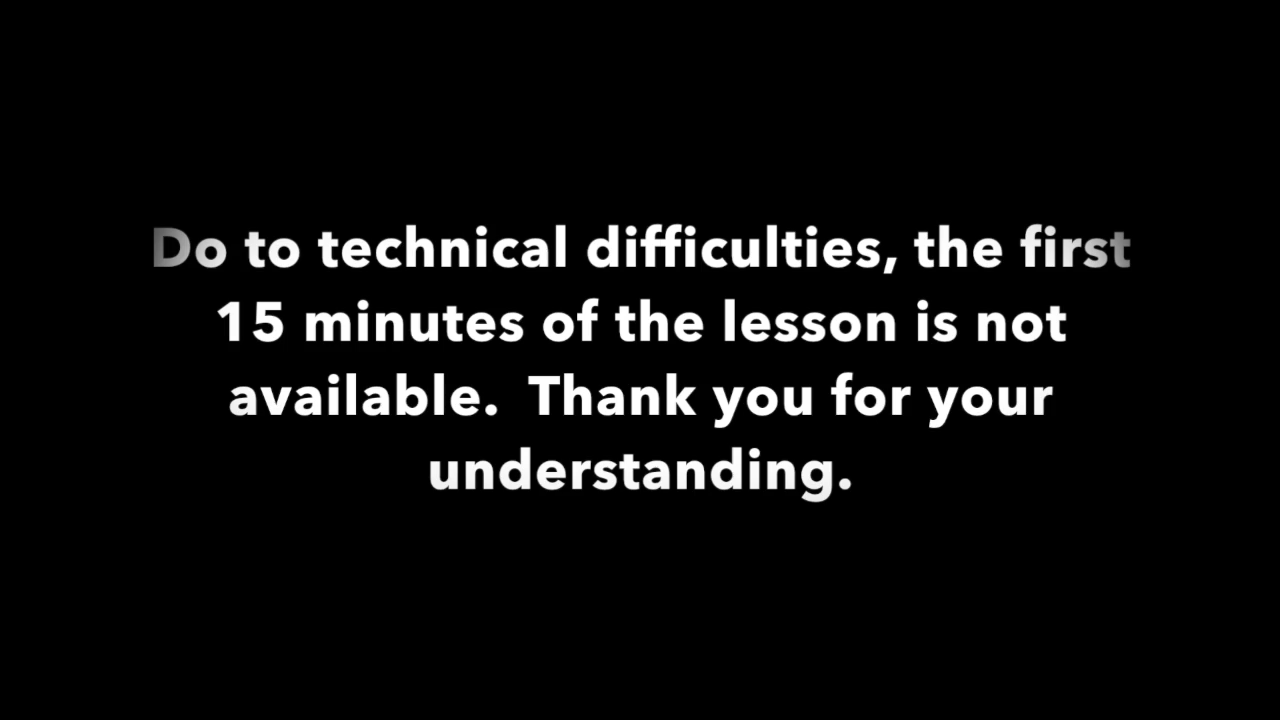 Do to technical difficulties, the first
15 minutes of the lesson is not
available.  Thank you for your
understanding.